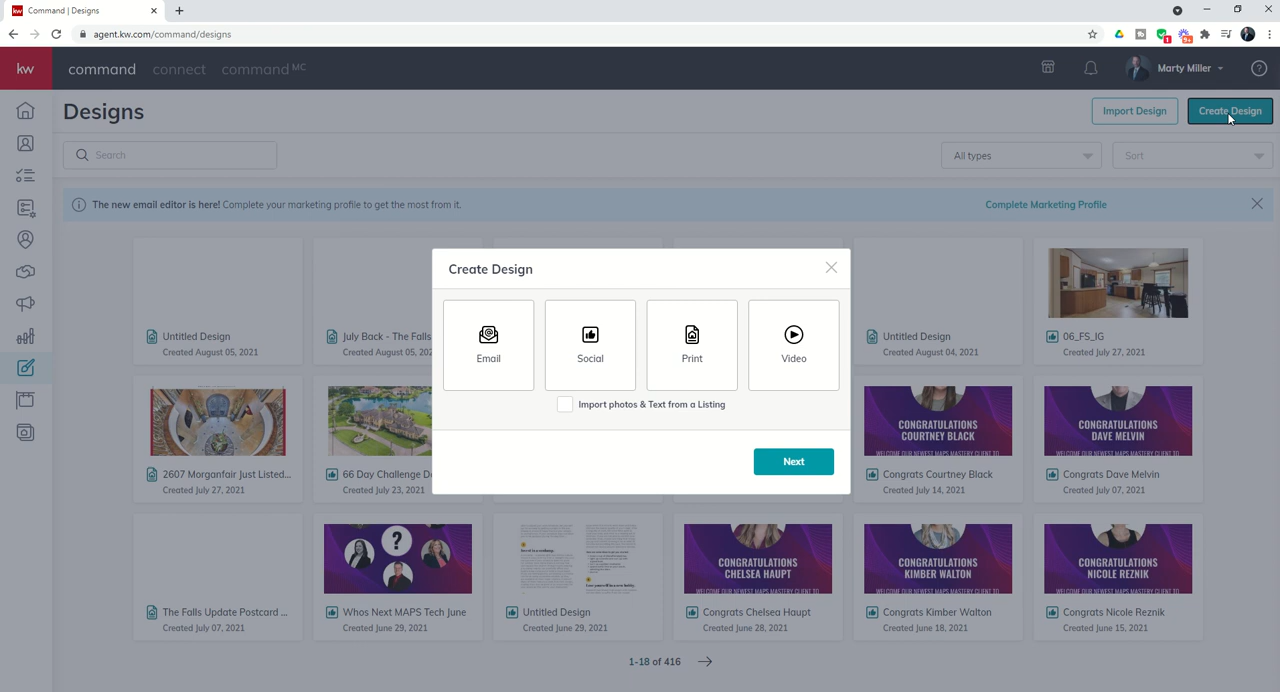 kw Command | Designs
agent.kw.com/command/designs
1
9+
kw
command connect command MC
Marty Miller
Designs
Import Design
Create Design
Search
All types
Sort
The new email editor is here! Complete your marketing profile to get the most from it.
Complete Marketing Profile
Untitled Design
Created August 05, 2021
July Back - The Falls
Created August 05, 202
Untitled Design
Created August 04, 2021
06_FS_IG
Created July 27, 2021
Create Design
Email
Social
Print
Video
Import photos & Text from a Listing
Next
2607 Morganfair Just Listed...
Created July 27, 2021
66 Day Challenge D
Created July 23, 2021
CONGRATULATIONS
COURTNEY BLACK
WELCOME OUR NEWEST MAPS MASTERY CLIENT TO
Congrats Courtney Black
Created July 14, 2021
CONGRATULATIONS
DAVE MELVIN
WELCOME OUR NEWEST MAPS MASTERY CLIENT TO
Congrats Dave Melvin
Created July 07, 2021
The Falls Update Postcard ...
Created July 07, 2021
?
Whos Next MAPS Tech June
Created June 29, 2021
Untitled Design
Created June 29, 2021
CONGRATULATIONS
CHELSEA HAUPT
WELCOME OUR NEWEST MAPS MASTERY CLIENT TO
Congrats Chelsea Haupt
Created June 28, 2021
CONGRATULATIONS
KIMBER WALTON
WELCOME OUR NEWEST MAPS MASTERY CLIENT TO
Congrats Kimber Walton
Created June 18, 2021
CONGRATULATIONS
NICOLE REZNIK
WELCOME OUR NEWEST MAPS MASTERY CLIENT TO
Congrats Nicole Reznik
Created June 15, 2021
1-18 of 416